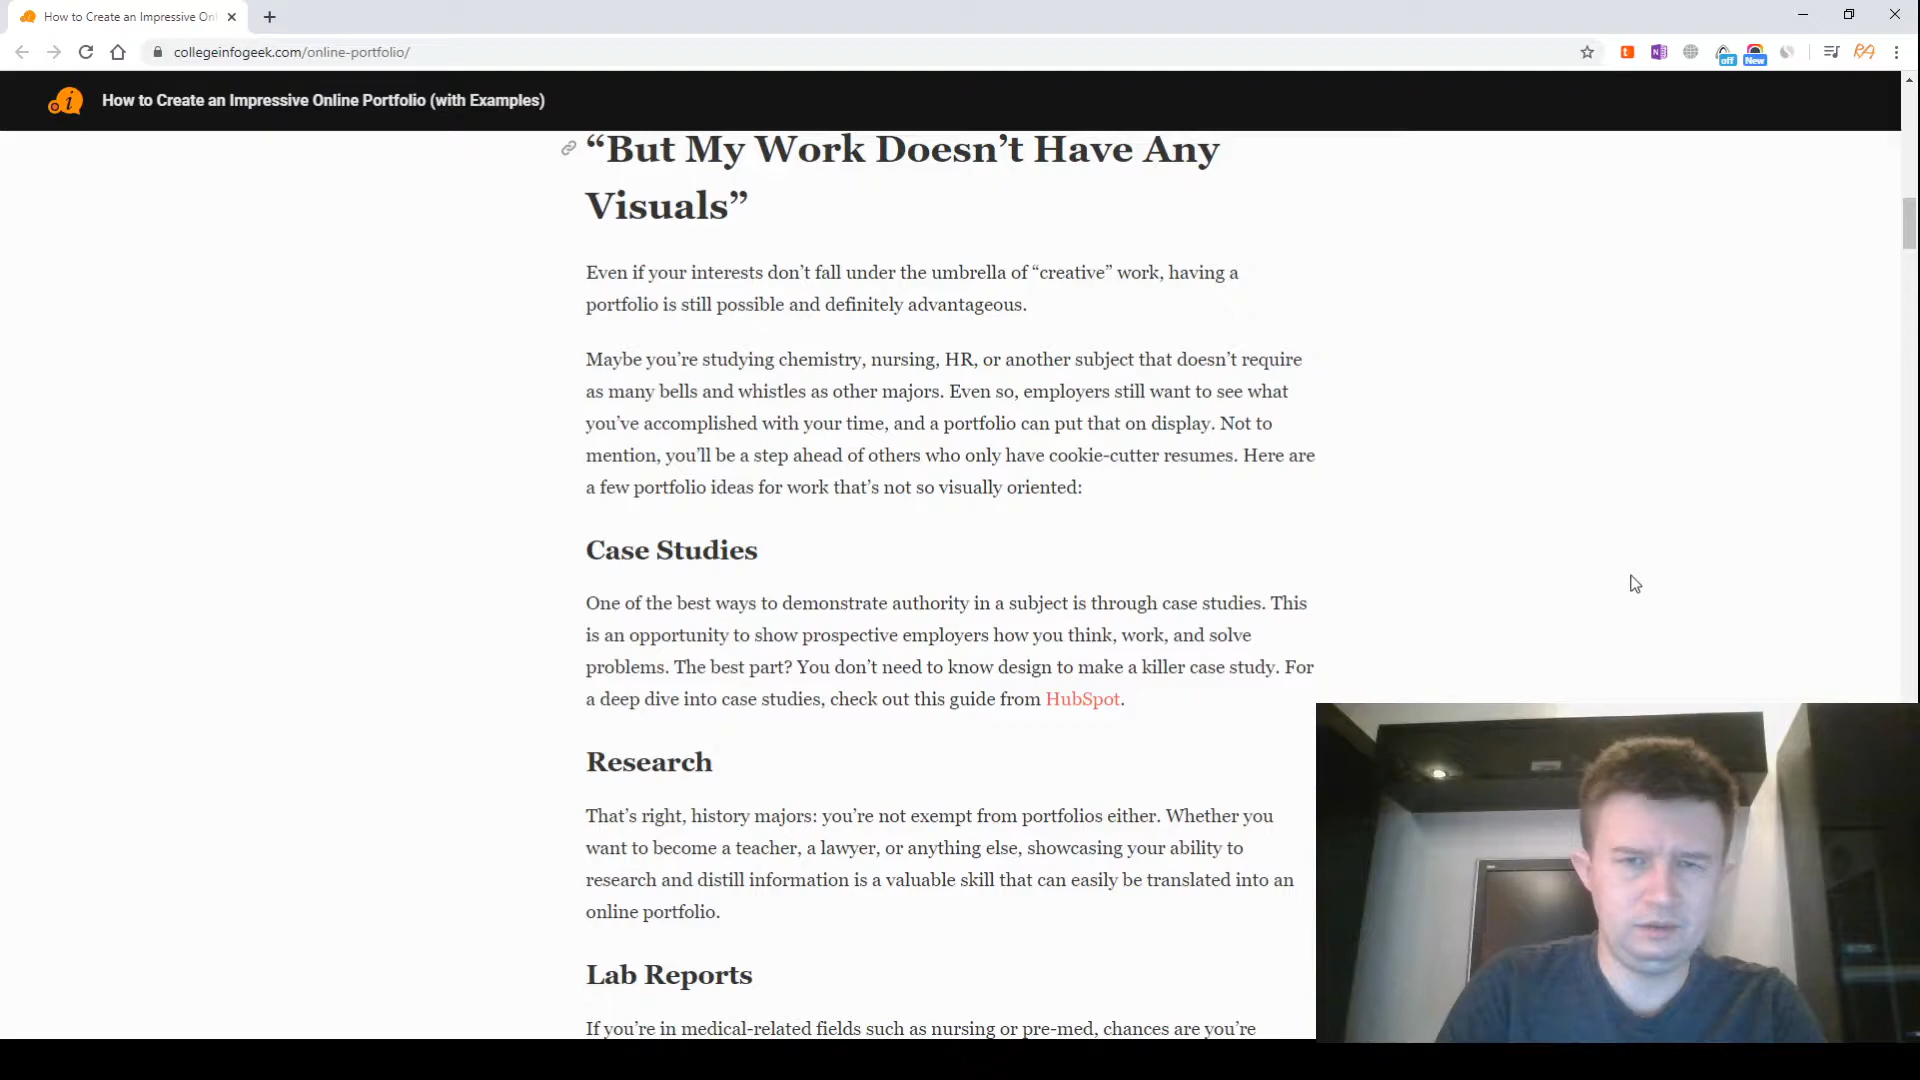 How to Create an Impressive Onl
collegeinfogeek.com/online-portfolio/
off
New
How to Create an Impressive Online Portfolio (with Examples)
“But My Work Doesn’t Have Any
Visuals”
Even if your interests don’t fall under the umbrella of “creative” work, having a
portfolio is still possible and definitely advantageous.
Maybe you’re studying chemistry, nursing, HR, or another subject that doesn’t require
as many bells and whistles as other majors. Even so, employers still want to see what
you’ve accomplished with your time, and a portfolio can put that on display. Not to
mention, you’ll be a step ahead of others who only have cookie-cutter resumes. Here are
a few portfolio ideas for work that’s not so visually oriented:
Case Studies
One of the best ways to demonstrate authority in a subject is through case studies. This
is an opportunity to show prospective employers how you think, work, and solve
problems. The best part? You don’t need to know design to make a killer case study. For
a deep dive into case studies, check out this guide from HubSpot.
Research
That’s right, history majors: you’re not exempt from portfolios either. Whether you
want to become a teacher, a lawyer, or anything else, showcasing your ability to
research and distill information is a valuable skill that can easily be translated into an
online portfolio.
Lab Reports
If you’re in medical-related fields such as nursing or pre-med, chances are you’re